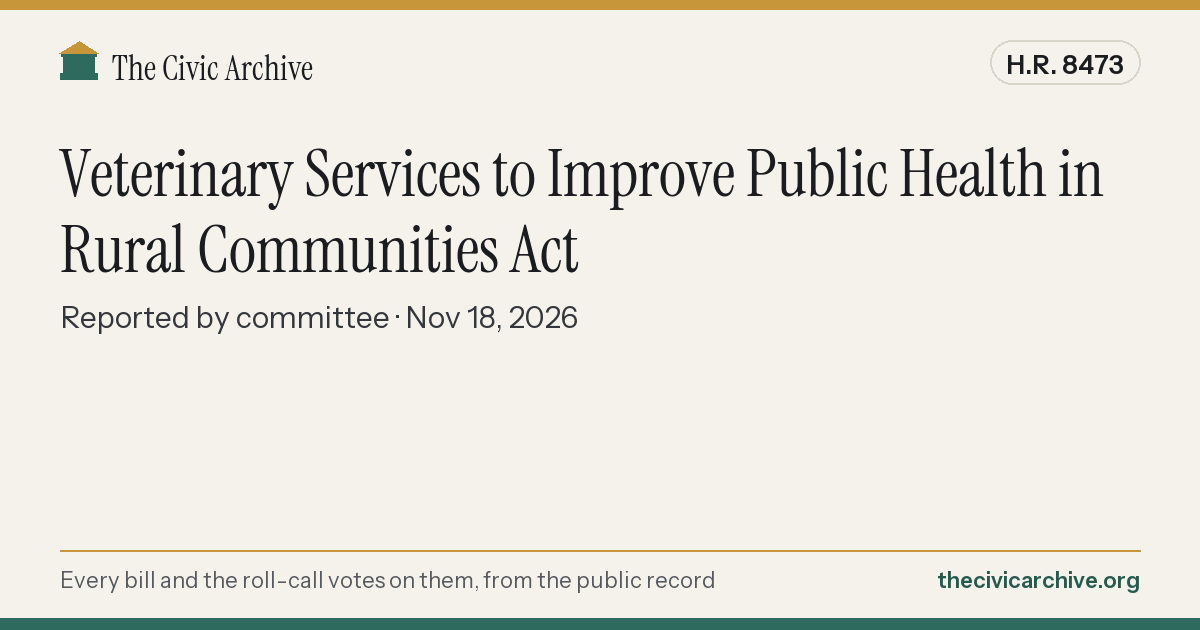 The Civic Archive
H.R. 8473
Veterinary Services to Improve Public Health in
Rural Communities Act
Reported by committee · Nov 18, 2026
Every bill and the roll-call votes on them, from the public record
thecivicarchive.org